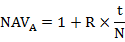 NAV_A = 1 + R × t/N